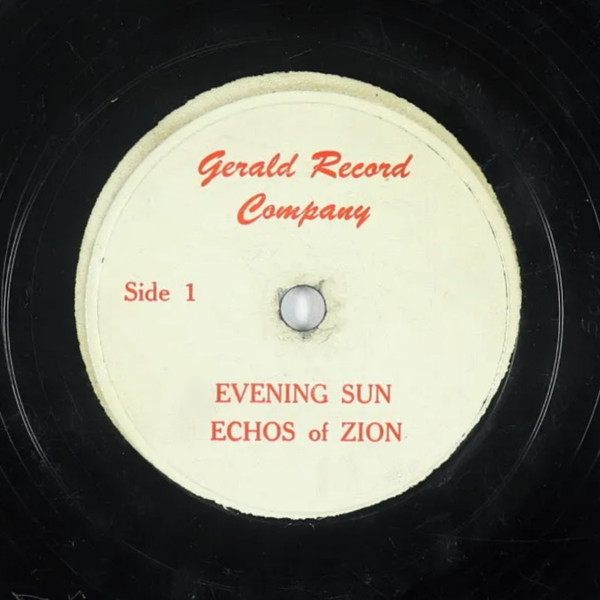 Gerald Record
Company
Side 1
EVENING SUN
ECHOS of ZION